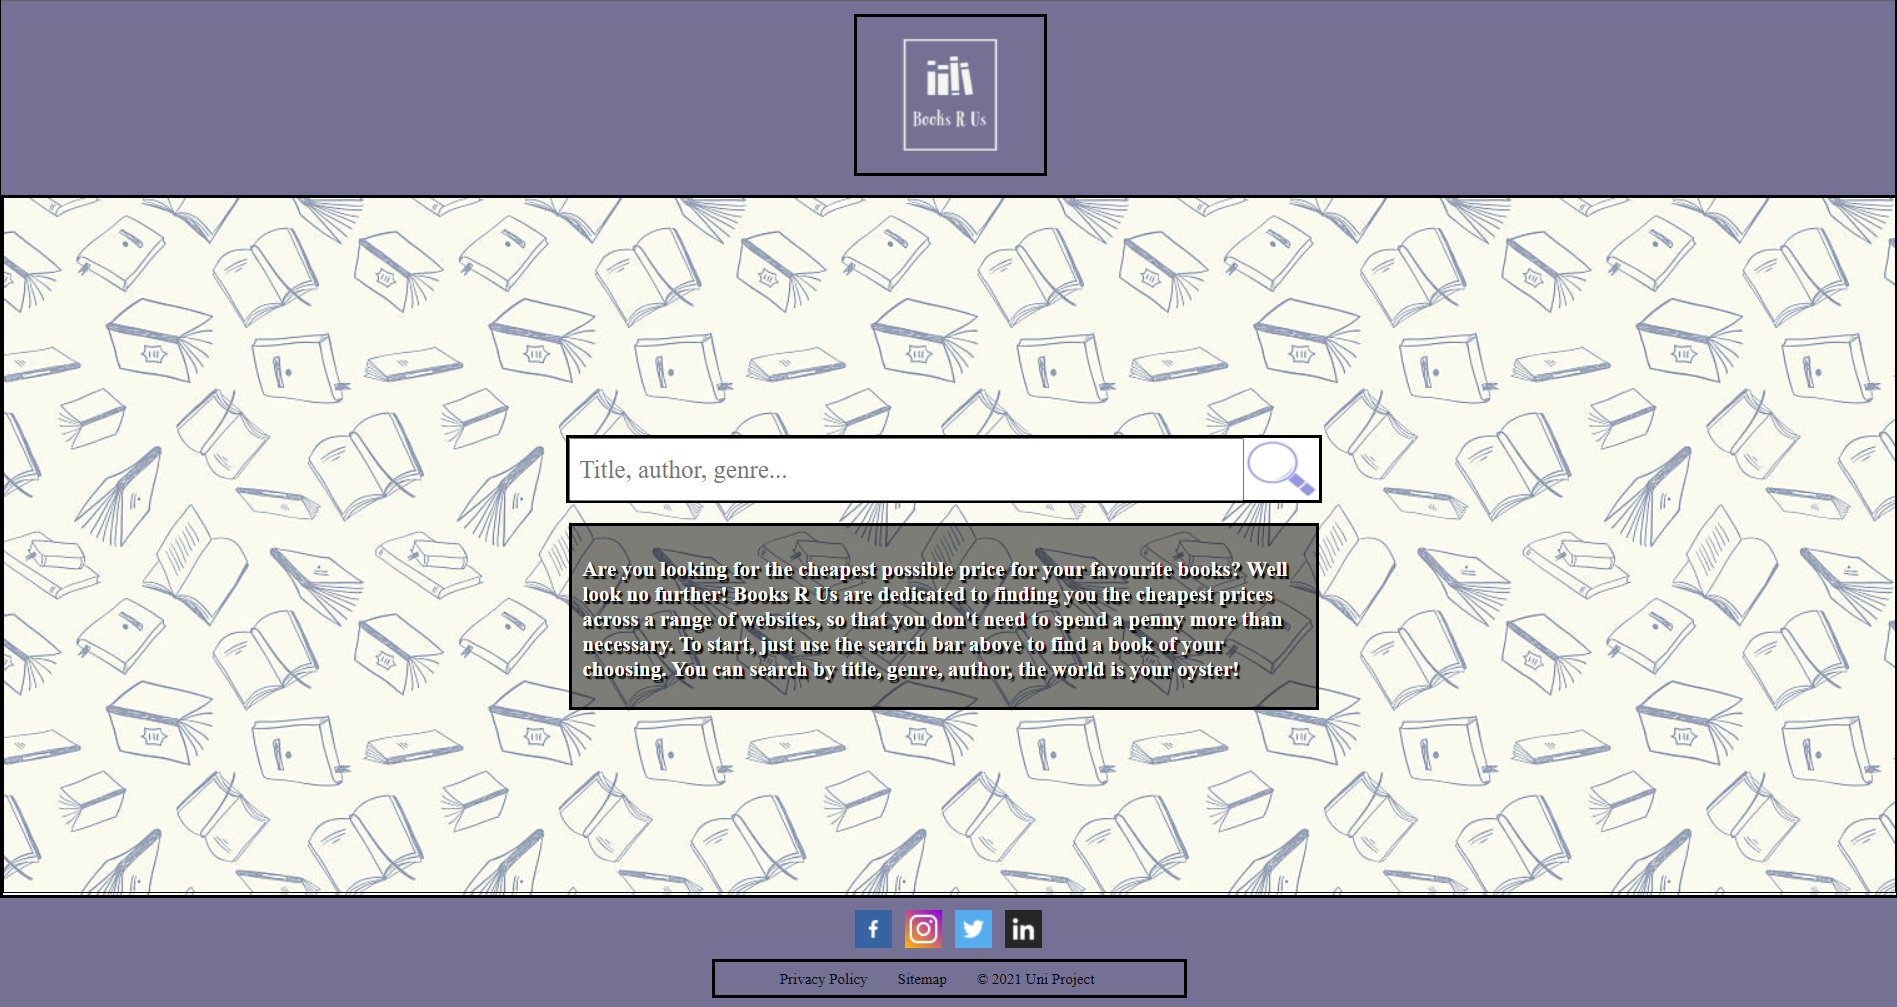 Books R Us
Title, author, genre...
Are you looking for the cheapest possible price for your favourite books? Well
look no further! Books R Us are dedicated to finding you the cheapest prices
across a range of websites, so that you don't need to spend a penny more than
necessary. To start, just use the search bar above to find a book of your
choosing. You can search by title, genre, author, the world is your oyster!
f in
Privacy Policy Sitemap © 2021 Uni Project